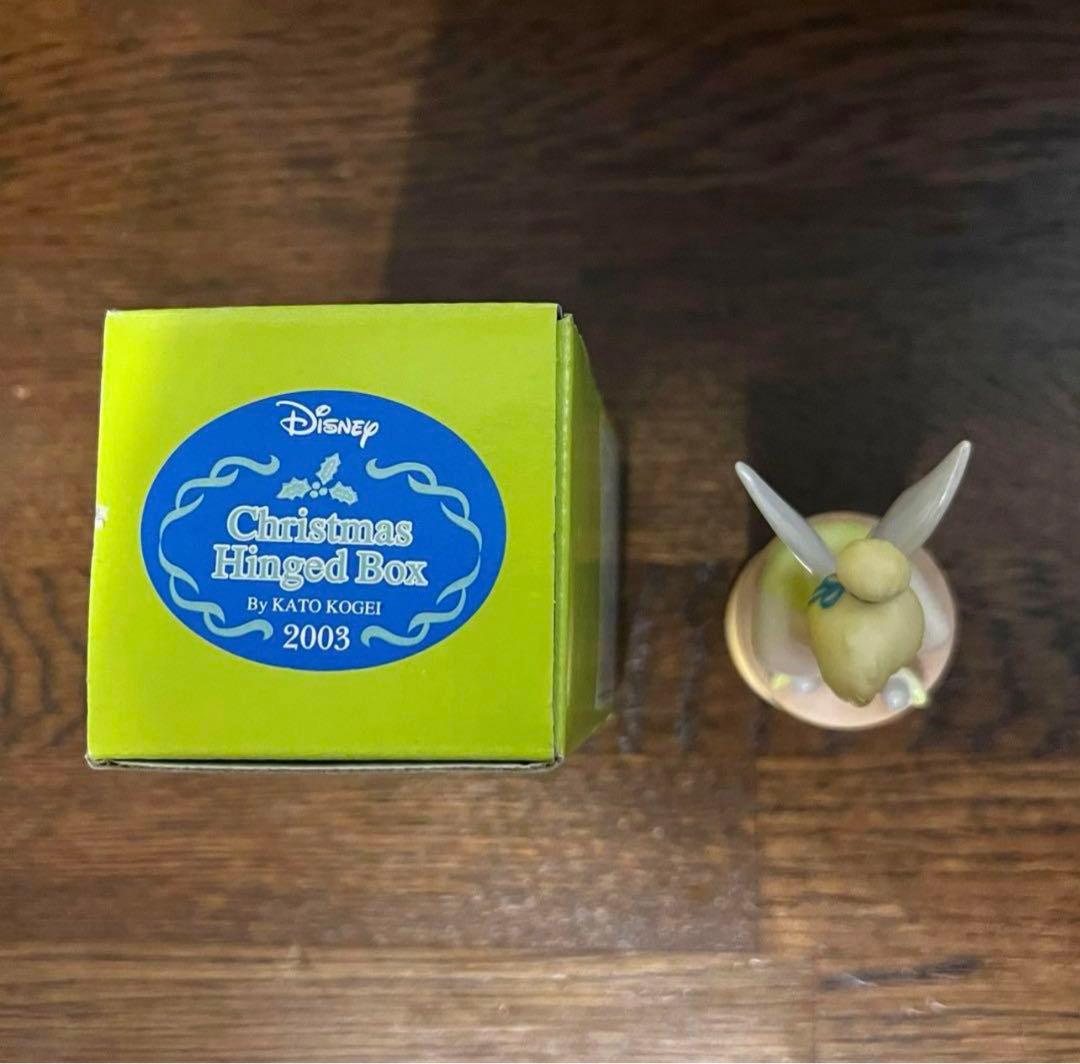 Disney
Christmas
Hinged Box
By KATO KOGEI
2003